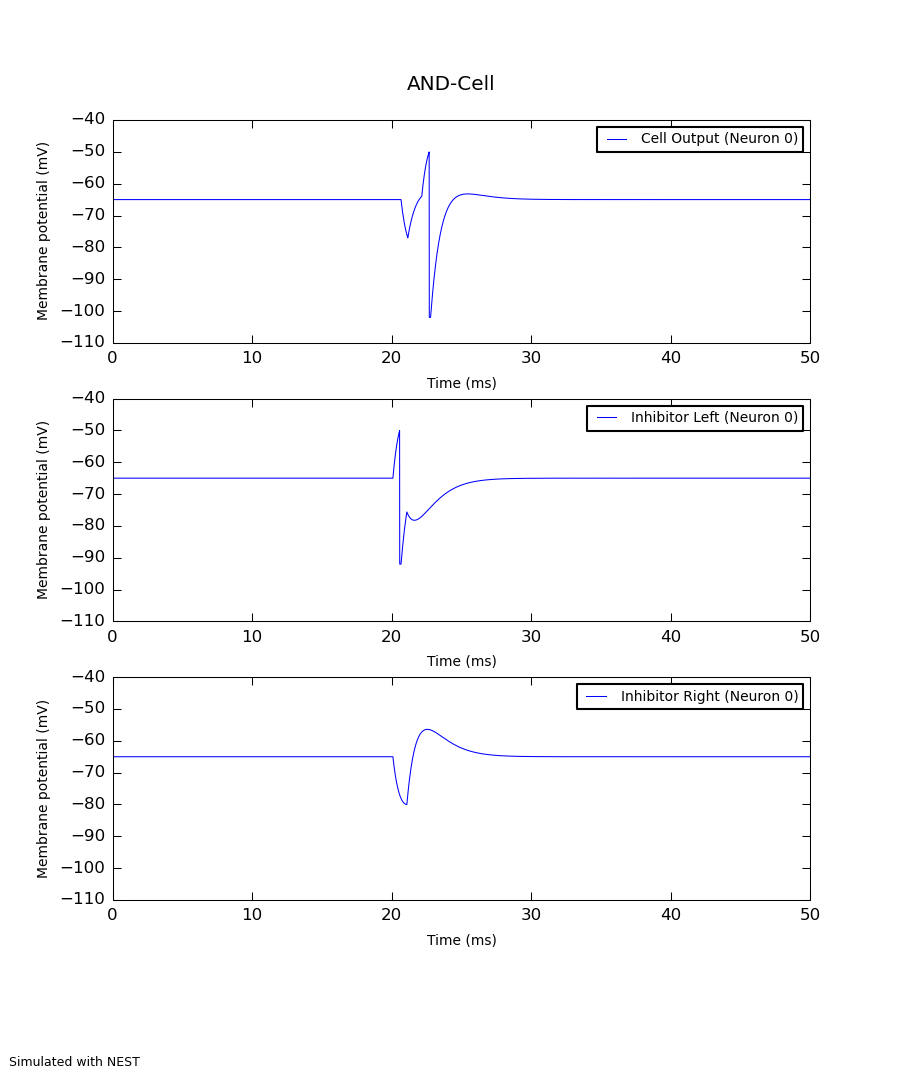 AND-Cell
−40
−50
−60
−70
−80
−90
−100
−110
Membrane potential (mV)
Cell Output (Neuron 0)
0 10 20 30 40 50
Time (ms)
−40
−50
−60
−70
−80
−90
−100
−110
Membrane potential (mV)
Inhibitor Left (Neuron 0)
0 10 20 30 40 50
Time (ms)
−40
−50
−60
−70
−80
−90
−100
−110
Membrane potential (mV)
Inhibitor Right (Neuron 0)
0 10 20 30 40 50
Time (ms)
Simulated with NEST